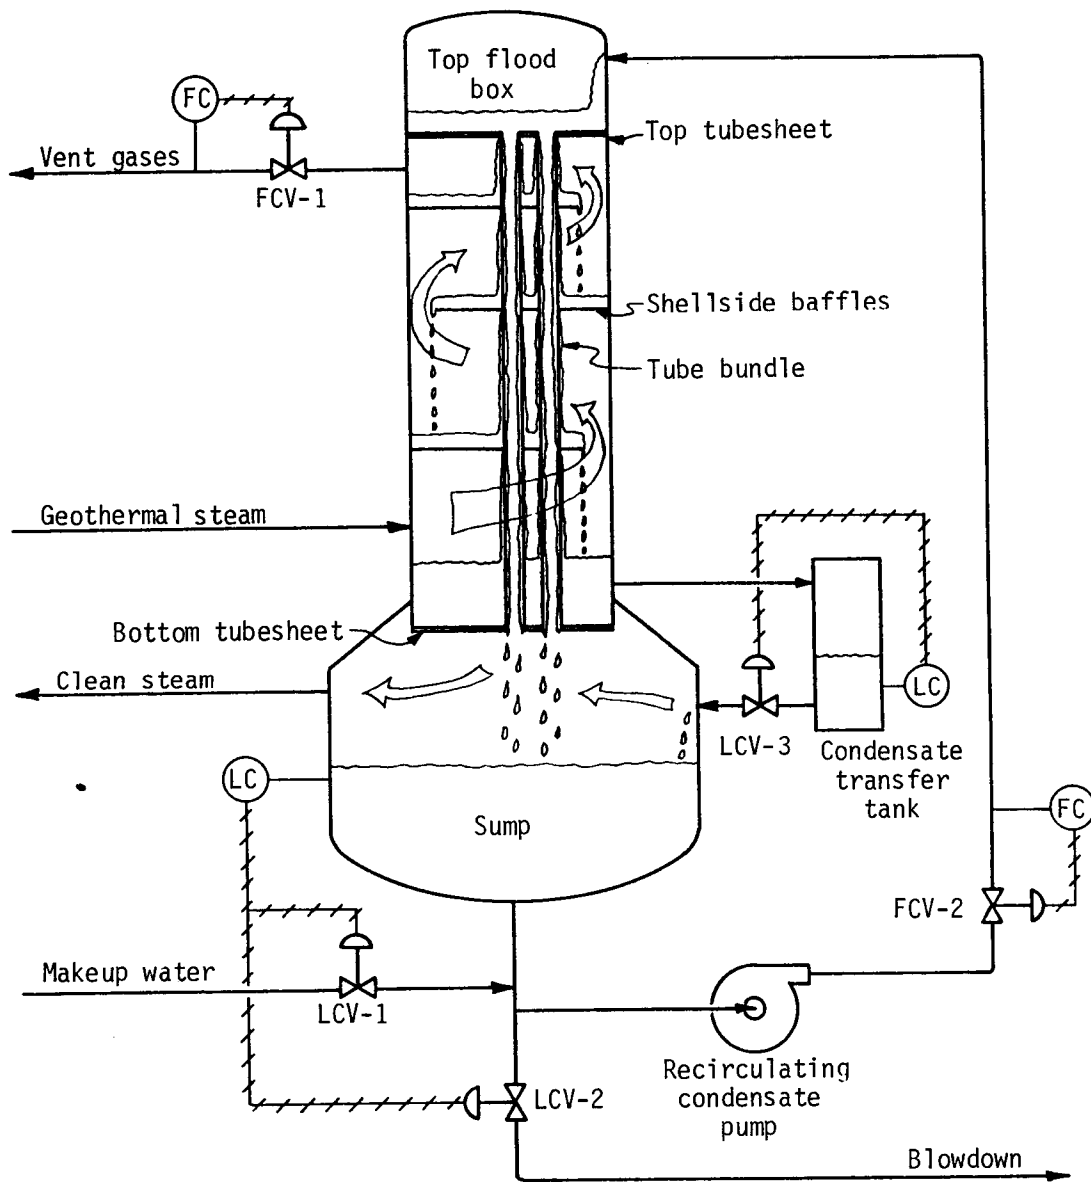 Top flood
box
FC
Top tubesheet
Vent gases
FCV-1
Shellside baffles
Tube bundle
Geothermal steam
Bottom tubesheet
Clean steam
LC
LCV-3
Condensate
transfer
tank
LC
Sump
FC
FCV-2
Makeup water
LCV-1
Recirculating
condensate
pump
LCV-2
Blowdown